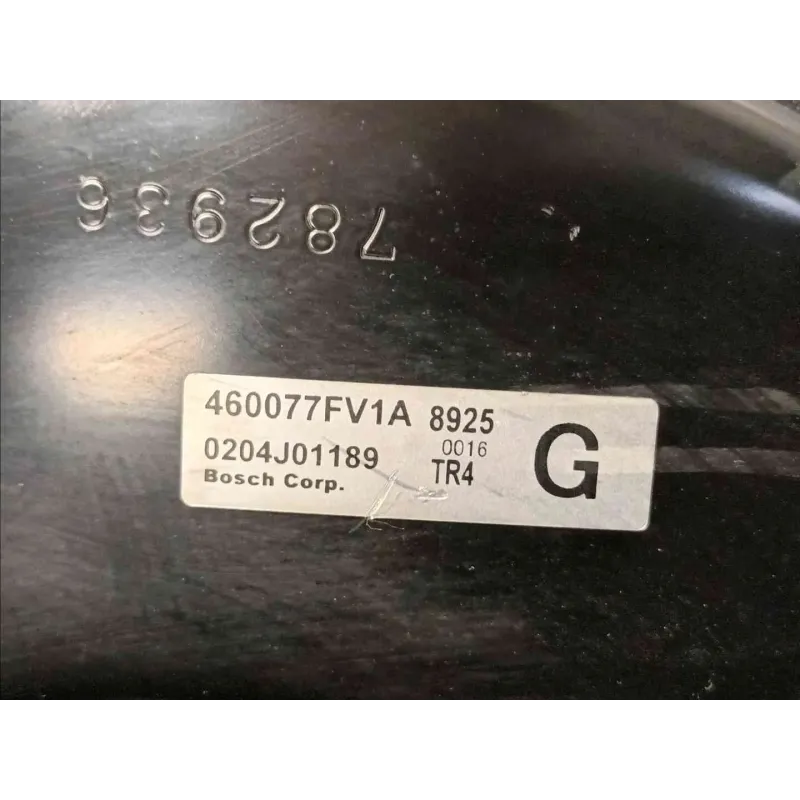 782936
460077FV1A 8925
0204J01189 0016
Bosch Corp. TR4
G